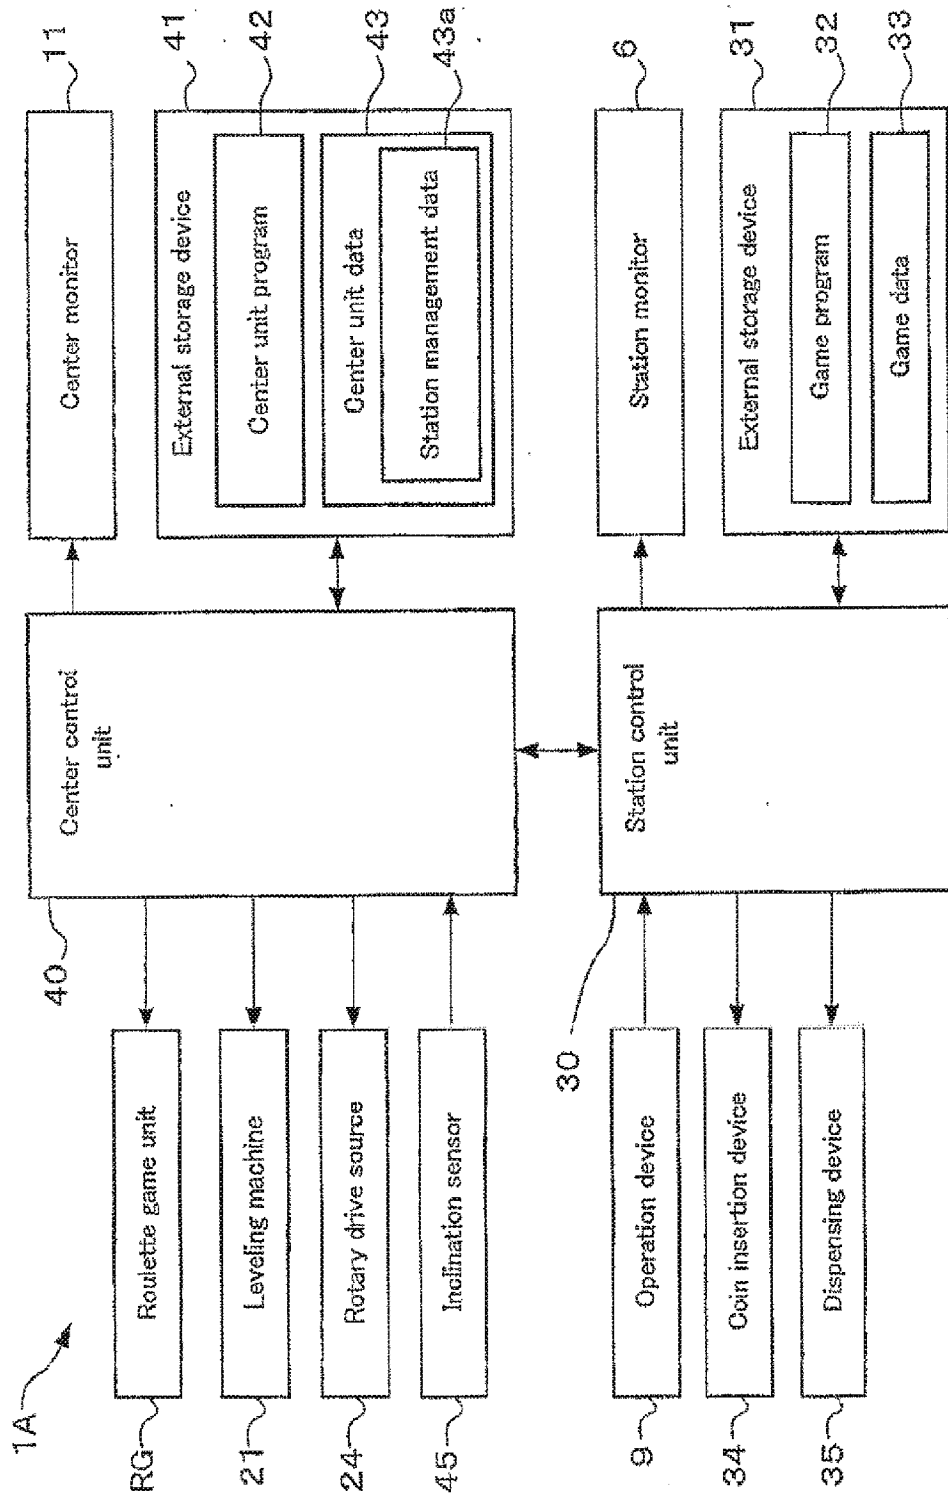 1A
RG
Roulette game unit
21
Leveling machine
24
Rotary drive source
45
Inclination sensor
40
Center control
unit
Center monitor
11
External storage device
41
Center unit program
42
Center unit data
43
Station management data
43a
9
Operation device
34
Coin insertion device
35
Dispensing device
30
Station control
unit
Station monitor
6
External storage device
31
Game program
32
Game data
33